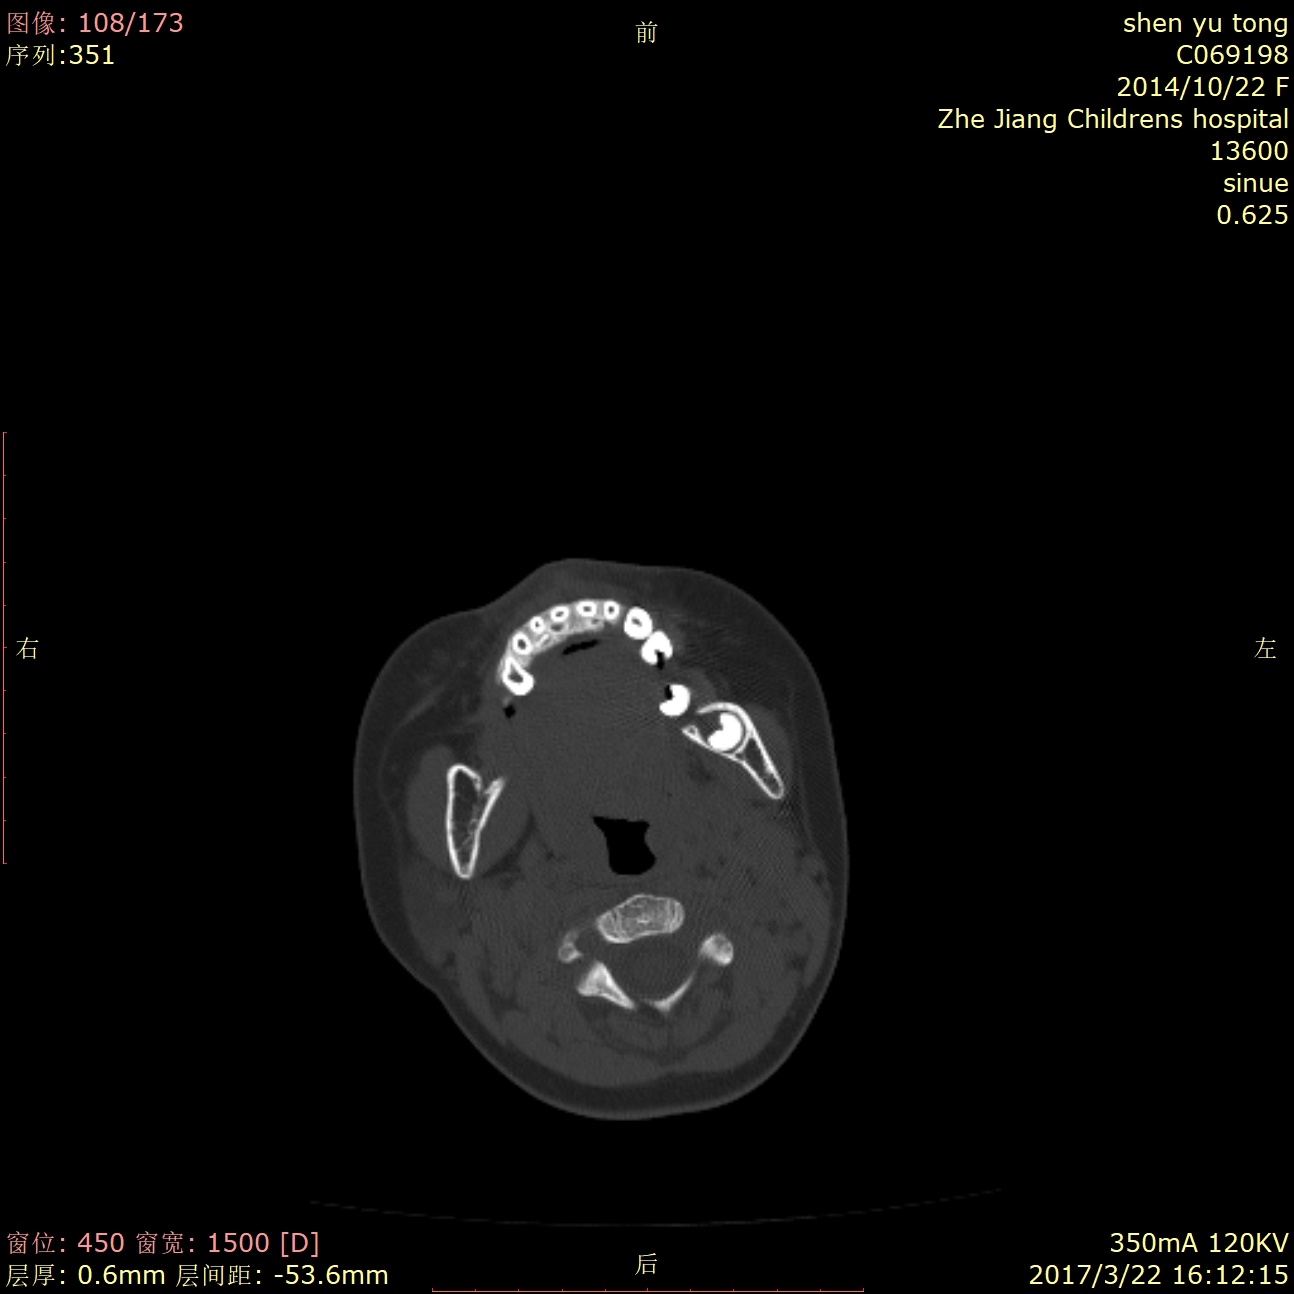 图像: 108/173
序列:351
前
shen yu tong
C069198
2014/10/22 F
Zhe Jiang Childrens hospital
13600
sinue
0.625
右
左
窗位: 450 窗宽: 1500 [D]
层厚: 0.6mm 层间距: -53.6mm
后
350mA 120KV
2017/3/22 16:12:15